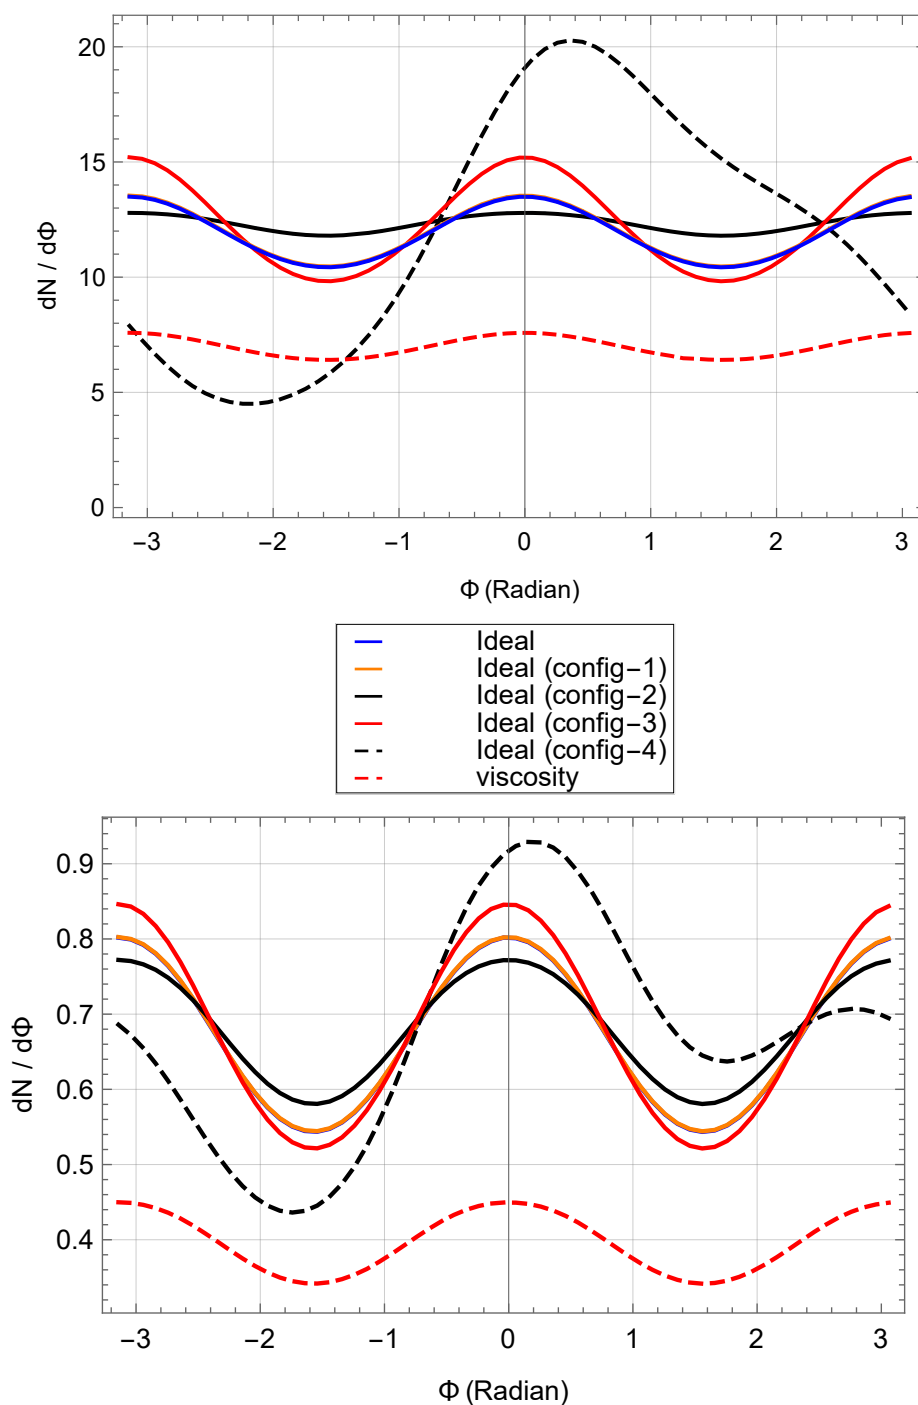 20
15
10
5
0
dN / dΦ
−3 −2 −1 0 1 2 3
Φ (Radian)
Ideal
Ideal (config−1)
Ideal (config−2)
Ideal (config−3)
Ideal (config−4)
viscosity
0.9
0.8
0.7
0.6
0.5
0.4
dN / dΦ
−3 −2 −1 0 1 2 3
Φ (Radian)